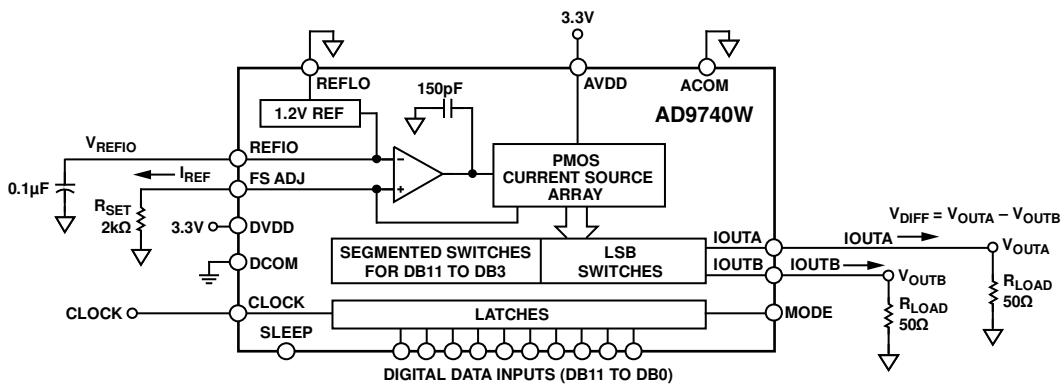 3.3V
REFLO
150pF
AVDD
ACOM
1.2V REF
AD9740W
VREFIO
REFIO
–
PMOS
CURRENT SOURCE
ARRAY
0.1µF
IREF
FS ADJ
+
RSET
2kΩ
3.3V
DVDD
VDIFF = VOUTA – VOUTB
SEGMENTED SWITCHES
FOR DB11 TO DB3
LSB
SWITCHES
IOUTA
IOUTA
VOUTA
DCOM
IOUTB
IOUTB
VOUTB
RLOAD
50Ω
RLOAD
50Ω
CLOCK
CLOCK
LATCHES
MODE
SLEEP
DIGITAL DATA INPUTS (DB11 TO DB0)